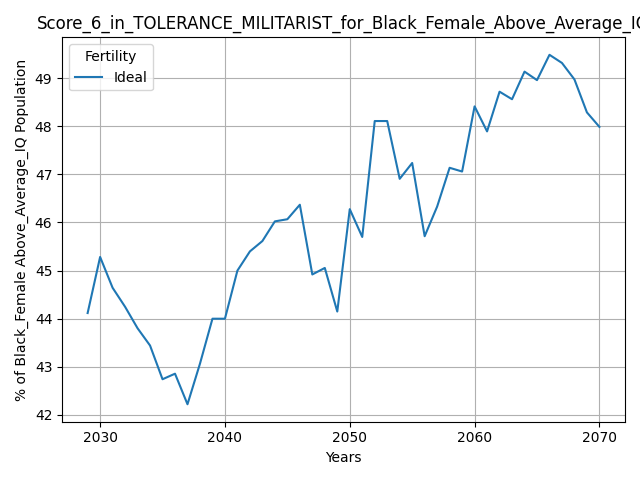 Score_6_in_TOLERANCE_MILITARIST_for_Black_Female_Above_Average_IQ
Fertility
Ideal
% of Black_Female Above_Average_IQ Population
49
48
47
46
45
44
43
42
2030 2040 2050 2060 2070
Years